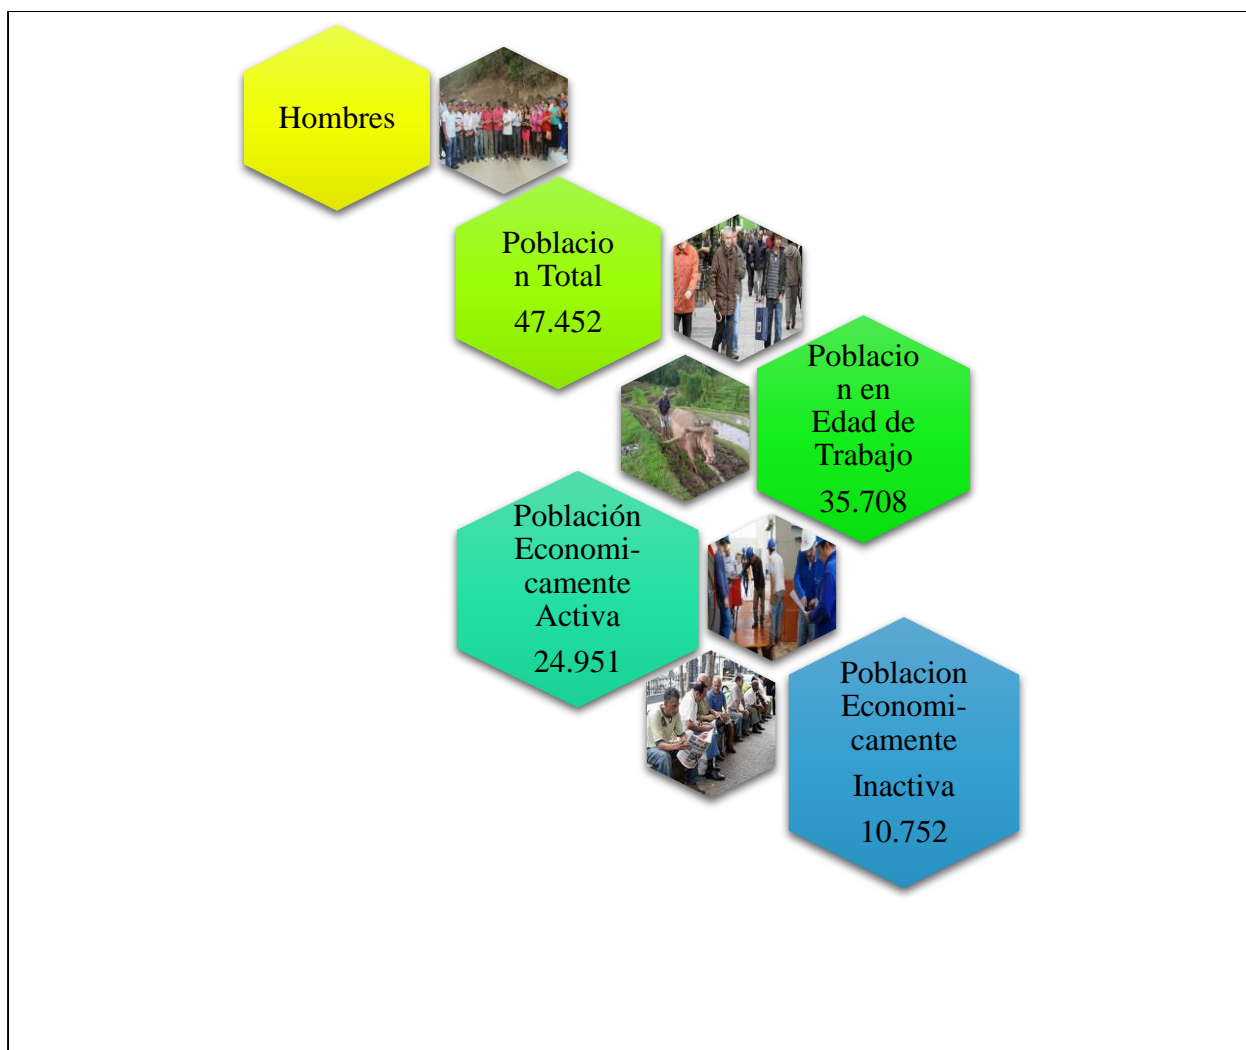 Hombres
Poblacio
n Total
47.452
Poblacio
n en
Edad de
Trabajo
35.708
Población
Economi-
camente
Activa
24.951
Poblacion
Economi-
camente
Inactiva
10.752